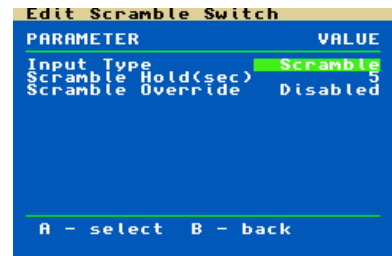 Edit Scramble Switch
PARAMETER VALUE
Input Type Scramble
Scramble Hold(sec) 5
Scramble Override Disabled
A - select B - back